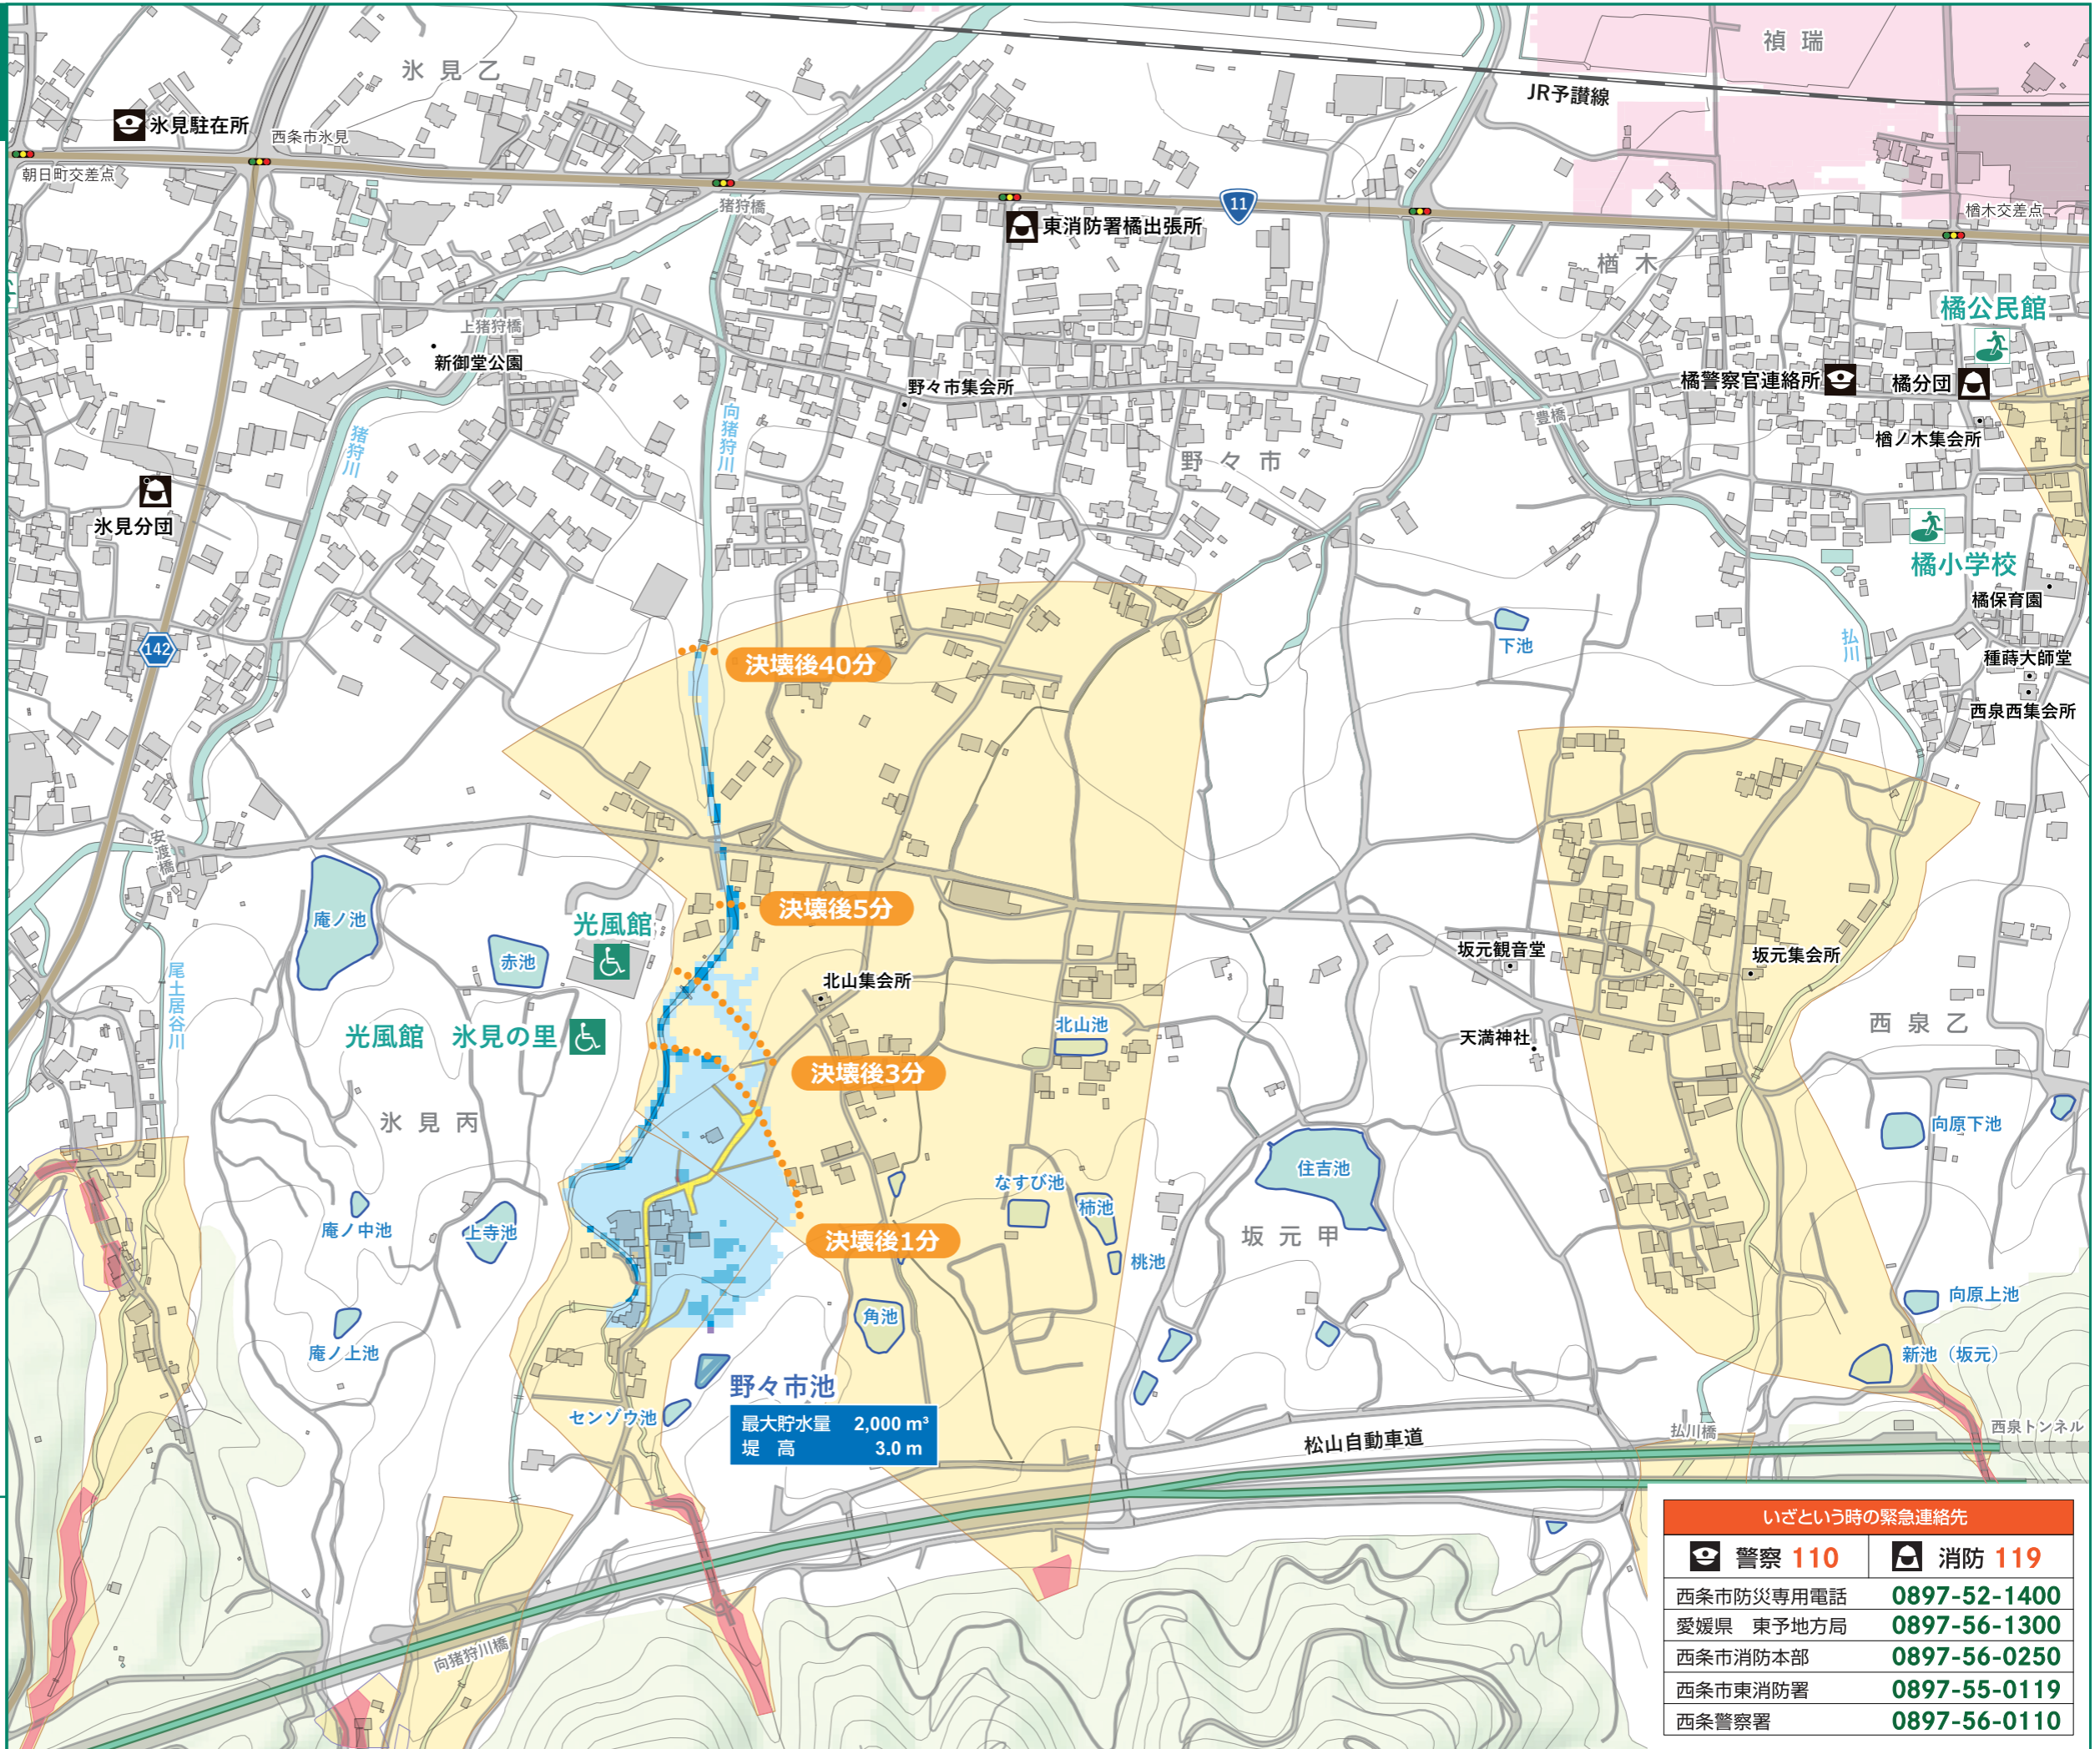 氷見乙
禎瑞
JR予讃線
氷見駐在所
西条市氷見
朝日町交差点
猪狩橋
11
東消防署橘出張所
楢木交差点
楢木
橘公民館
上猪狩橋
新御堂公園
野々市集会所
橘警察官連絡所
橘分団
豊橋
向猪狩川
猪狩川
楢ノ木集会所
野々市
氷見分団
橘小学校
橘保育園
142
決壊後40分
下池
払川
種蒔大師堂
西泉西集会所
安渡橋
庵ノ池
光風館
決壊後5分
赤池
坂元観音堂
坂元集会所
尾土居谷川
北山集会所
光風館 氷見の里
北山池
天満神社
西泉乙
決壊後3分
氷見丙
向原下池
住吉池
なすび池
柿池
庵ノ中池
上寺池
坂元甲
決壊後1分
桃池
向原上池
角池
庵ノ上池
新池（坂元）
野々市池
センゾウ池
最大貯水量 2,000 m³
堤高 3.0 m
払川橋
西泉トンネル
松山自動車道
向猪狩川橋
いざという時の緊急連絡先
警察 110 消防 119
西条市防災専用電話 0897-52-1400
愛媛県 東予地方局 0897-56-1300
西条市消防本部 0897-56-0250
西条市東消防署 0897-55-0119
西条警察署 0897-56-0110